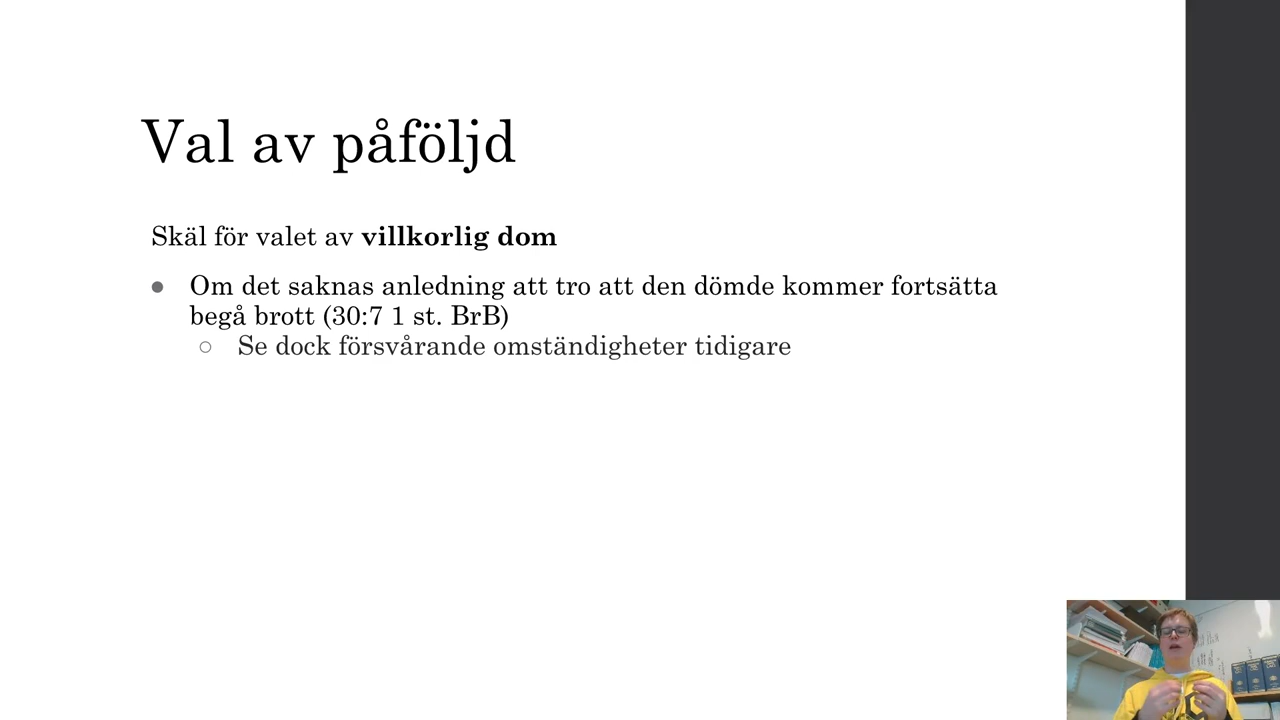 Val av påföljd
Skäl för valet av villkorlig dom
● Om det saknas anledning att tro att den dömde kommer fortsätta
begå brott (30:7 1 st. BrB)
○ Se dock försvårande omständigheter tidigare